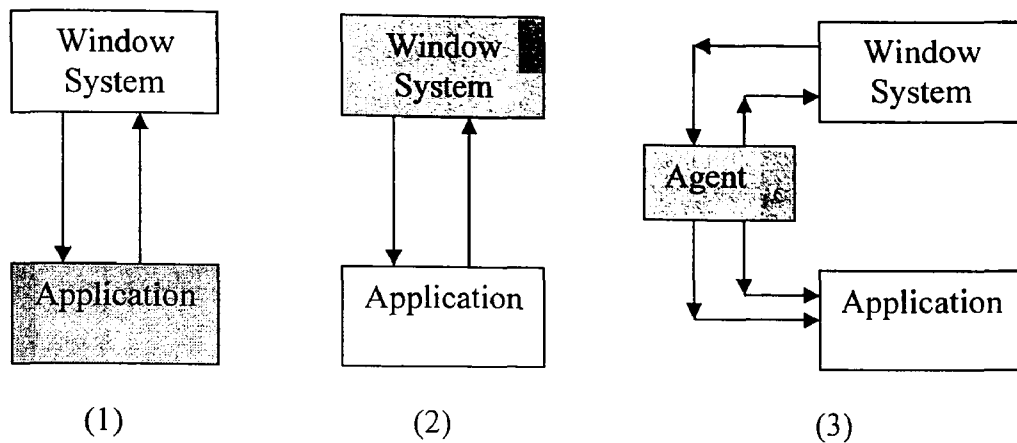 Window
System
Application
(1)
Window
System
Application
(2)
Window
System
Agent
Application
(3)